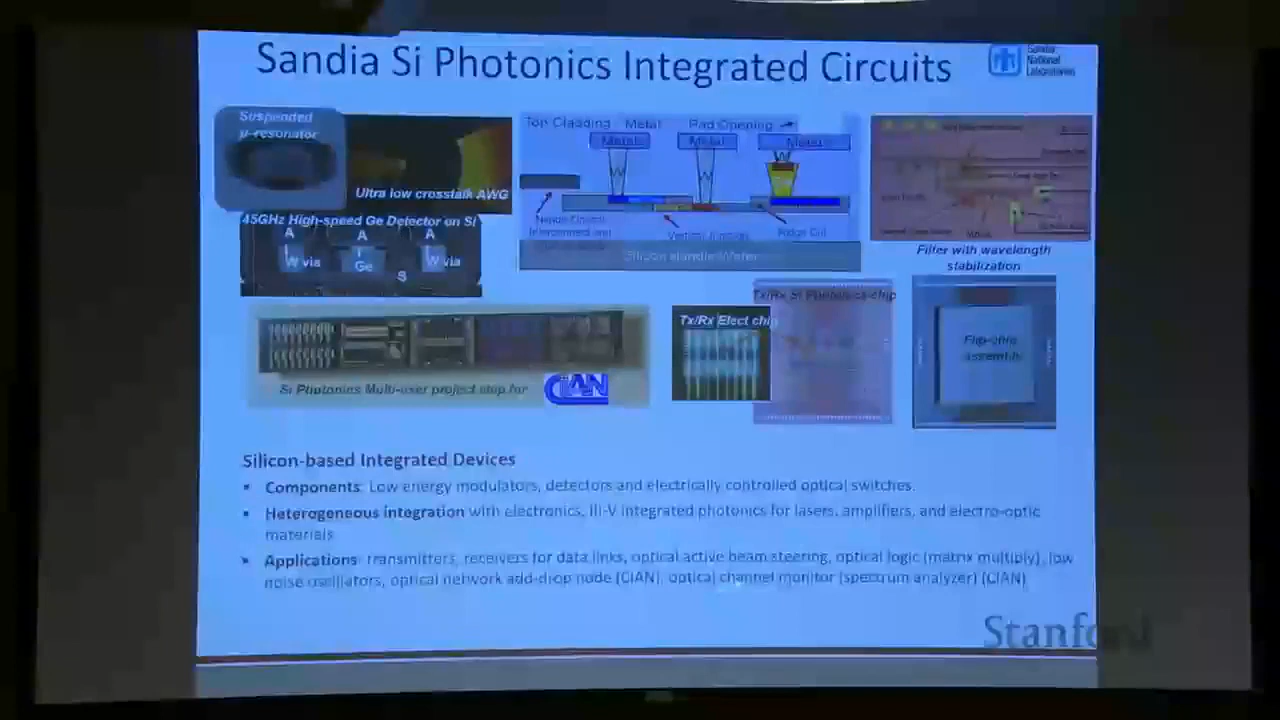 Sandia Si Photonics Integrated Circuits
Sandia
National
Laboratories
Suspended
µ-resonator
Ultra low crosstalk AWG
Top Cladding Metal Pad Opening
Metals
Metal
Metals
Vertical Junction
Ridge Cut
Silicon Handle Wafer
Filter with wavelength
stabilization
45GHz High-speed Ge Detector on Si
A A A
W via
Ge
W via
S
Tx/Rx Si Photonics chip
Tx/Rx Elect chip
Flip-chip
assembly
Si Photonics Multi-user project step for
CIAN
Silicon-based Integrated Devices
▪ Components: Low energy modulators, detectors and electrically controlled optical switches.
▪ Heterogeneous integration with electronics, III-V integrated photonics for lasers, amplifiers, and electro-optic
materials
▪ Applications: transmitters, receivers for data links, optical active beam steering, optical logic (matrix multiply), low
noise oscillators, optical network add-drop node (CIAN), optical channel monitor (spectrum analyzer) (CIAN)
Stanford